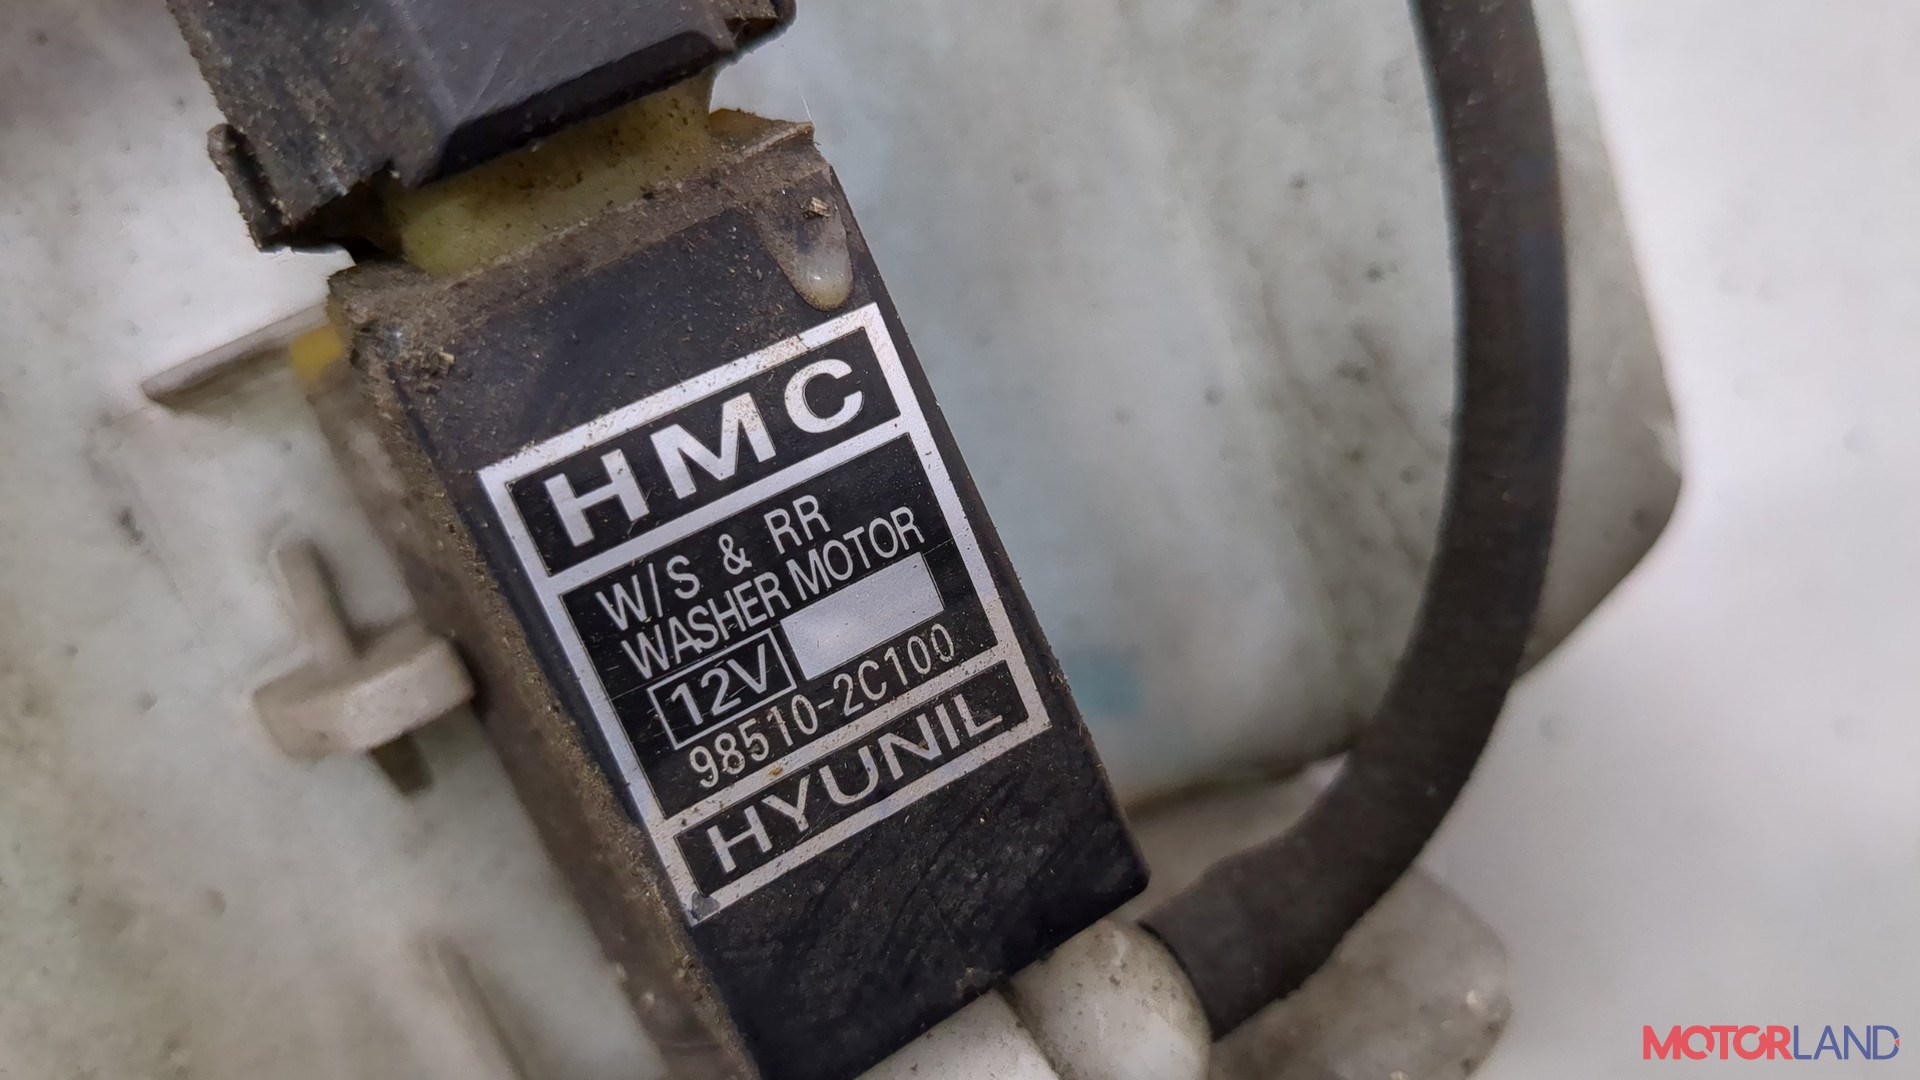 HMC
W/S & RR
WASHER MOTOR
12V
98510-2C100
HYUNIL
MOTORLAND